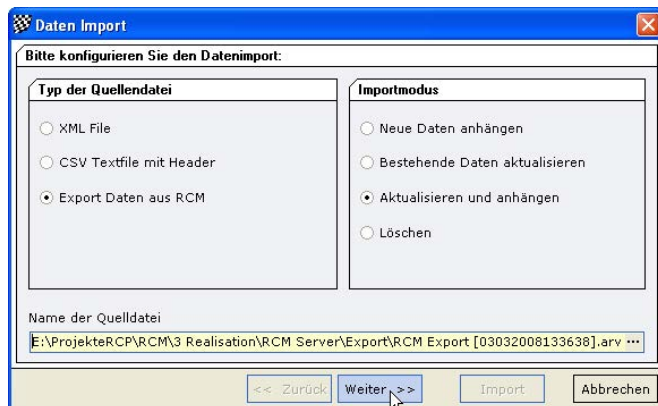 Daten Import
Bitte konfigurieren Sie den Datenimport:
Typ der Quellendatei
XML File
CSV Textfile mit Header
Export Daten aus RCM
Importmodus
Neue Daten anhängen
Bestehende Daten aktualisieren
Aktualisieren und anhängen
Löschen
Name der Quelldatei
E:\ProjekteRCP\RCM\3 Realisation\RCM Server\Export\RCM Export [03032008133638].arv ...
<< Zurück Weiter >> Import Abbrechen